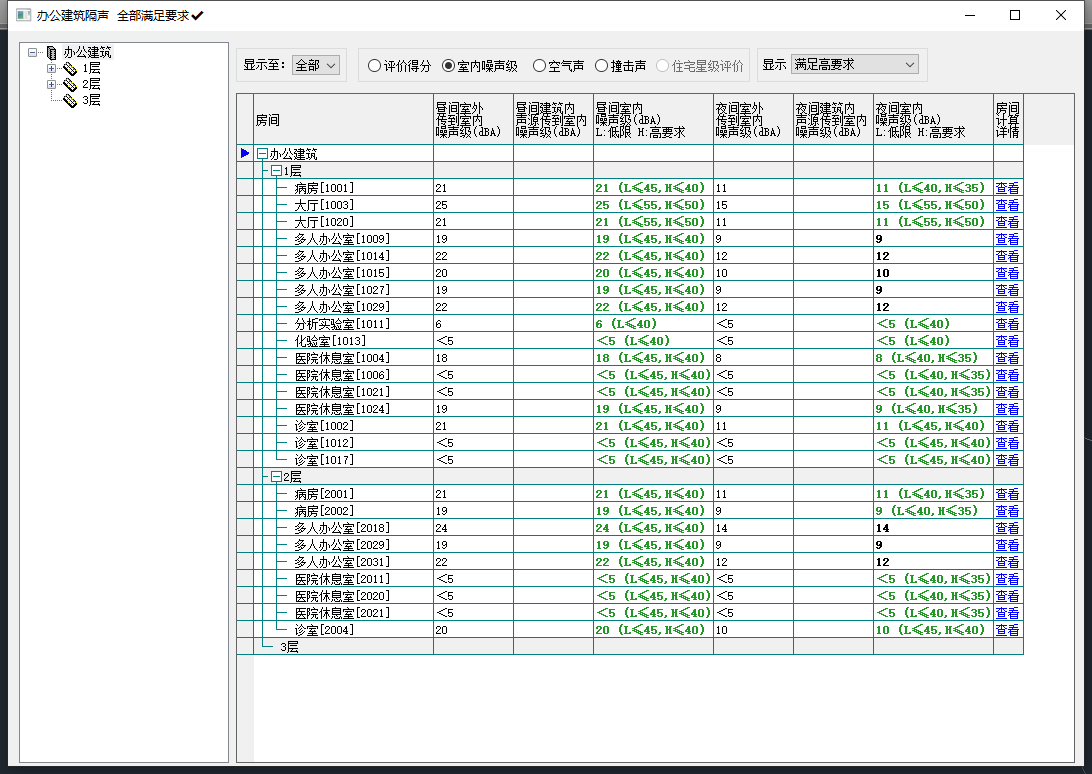 办公建筑隔声 全部满足要求✔
办公建筑
1层
2层
3层
显示至: 全部 评价得分 室内噪声级 空气声 撞击声 住宅星级评价 显示 满足高要求
房间 昼间室外传到室内噪声级(dBA) 昼间建筑内声源传到室内噪声级(dBA) 昼间室内噪声级(dBA) L:低限 H:高要求 夜间室外传到室内噪声级(dBA) 夜间建筑内声源传到室内噪声级(dBA) 夜间室内噪声级(dBA) L:低限 H:高要求 房间计算详情
办公建筑
1层
病房[1001] 21 21 (L≤45,H≤40) 11 11 (L≤40,H≤35) 查看
大厅[1003] 25 25 (L≤55,H≤50) 15 15 (L≤55,H≤50) 查看
大厅[1020] 21 21 (L≤55,H≤50) 11 11 (L≤55,H≤50) 查看
多人办公室[1009] 19 19 (L≤45,H≤40) 9 9 查看
多人办公室[1014] 22 22 (L≤45,H≤40) 12 12 查看
多人办公室[1015] 20 20 (L≤45,H≤40) 10 10 查看
多人办公室[1027] 19 19 (L≤45,H≤40) 9 9 查看
多人办公室[1029] 22 22 (L≤45,H≤40) 12 12 查看
分析实验室[1011] 6 6 (L≤40) <5 <5 (L≤40) 查看
化验室[1013] <5 <5 (L≤40) <5 <5 (L≤40) 查看
医院休息室[1004] 18 18 (L≤45,H≤40) 8 8 (L≤40,H≤35) 查看
医院休息室[1006] <5 <5 (L≤45,H≤40) <5 <5 (L≤40,H≤35) 查看
医院休息室[1021] <5 <5 (L≤45,H≤40) <5 <5 (L≤40,H≤35) 查看
医院休息室[1024] 19 19 (L≤45,H≤40) 9 9 (L≤40,H≤35) 查看
诊室[1002] 21 21 (L≤45,H≤40) 11 11 (L≤45,H≤40) 查看
诊室[1012] <5 <5 (L≤45,H≤40) <5 <5 (L≤45,H≤40) 查看
诊室[1017] <5 <5 (L≤45,H≤40) <5 <5 (L≤45,H≤40) 查看
2层
病房[2001] 21 21 (L≤45,H≤40) 11 11 (L≤40,H≤35) 查看
病房[2002] 19 19 (L≤45,H≤40) 9 9 (L≤40,H≤35) 查看
多人办公室[2018] 24 24 (L≤45,H≤40) 14 14 查看
多人办公室[2029] 19 19 (L≤45,H≤40) 9 9 查看
多人办公室[2031] 22 22 (L≤45,H≤40) 12 12 查看
医院休息室[2011] <5 <5 (L≤45,H≤40) <5 <5 (L≤40,H≤35) 查看
医院休息室[2020] <5 <5 (L≤45,H≤40) <5 <5 (L≤40,H≤35) 查看
医院休息室[2021] <5 <5 (L≤45,H≤40) <5 <5 (L≤40,H≤35) 查看
诊室[2004] 20 20 (L≤45,H≤40) 10 10 (L≤45,H≤40) 查看
3层